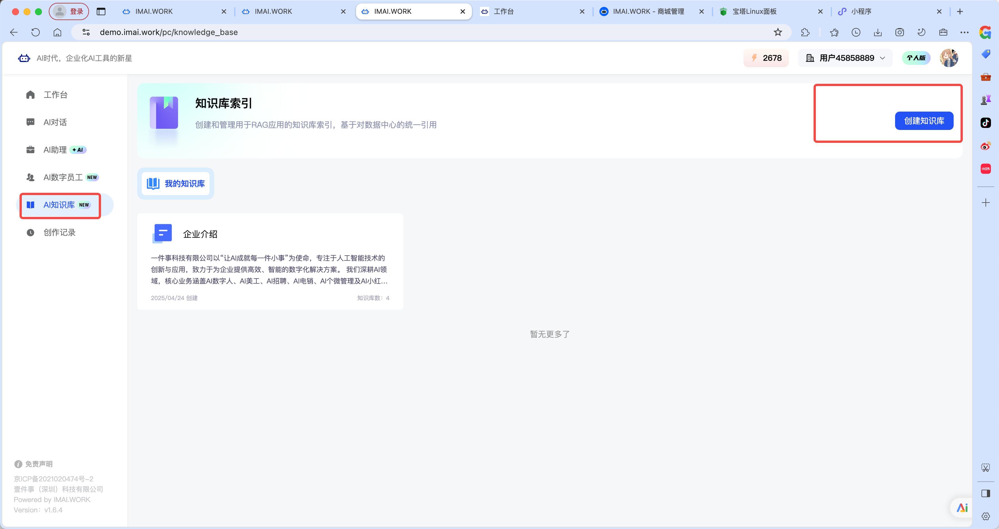 登录
IMAI.WORK
IMAI.WORK
IMAI.WORK
工作台
IMAI.WORK - 商城管理
宝塔Linux面板
小程序
demo.imai.work/pc/knowledge_base
AI时代，企业化AI工具的新星
2678
用户45858889
个人版
工作台
AI对话
AI助理 AI
AI数字员工 NEW
AI知识库 NEW
创作记录
知识库索引
创建和管理用于RAG应用的知识库索引，基于对数据中心的统一引用
创建知识库
我的知识库
企业介绍
一件事科技有限公司以“让AI成就每一件小事”为使命，专注于人工智能技术的
创新与应用，致力于为企业提供高效、智能的数字化解决方案。 我们深耕AI领
域，核心业务涵盖AI数字人、AI美工、AI招聘、AI电销、AI个微管理及AI小红...
2025/04/24 创建
知识库数：4
暂无更多了
免责声明
京ICP备2021020474号-2
壹件事（深圳）科技有限公司
Powered by IMAI.WORK
Version：v1.6.4
小红书
Ai